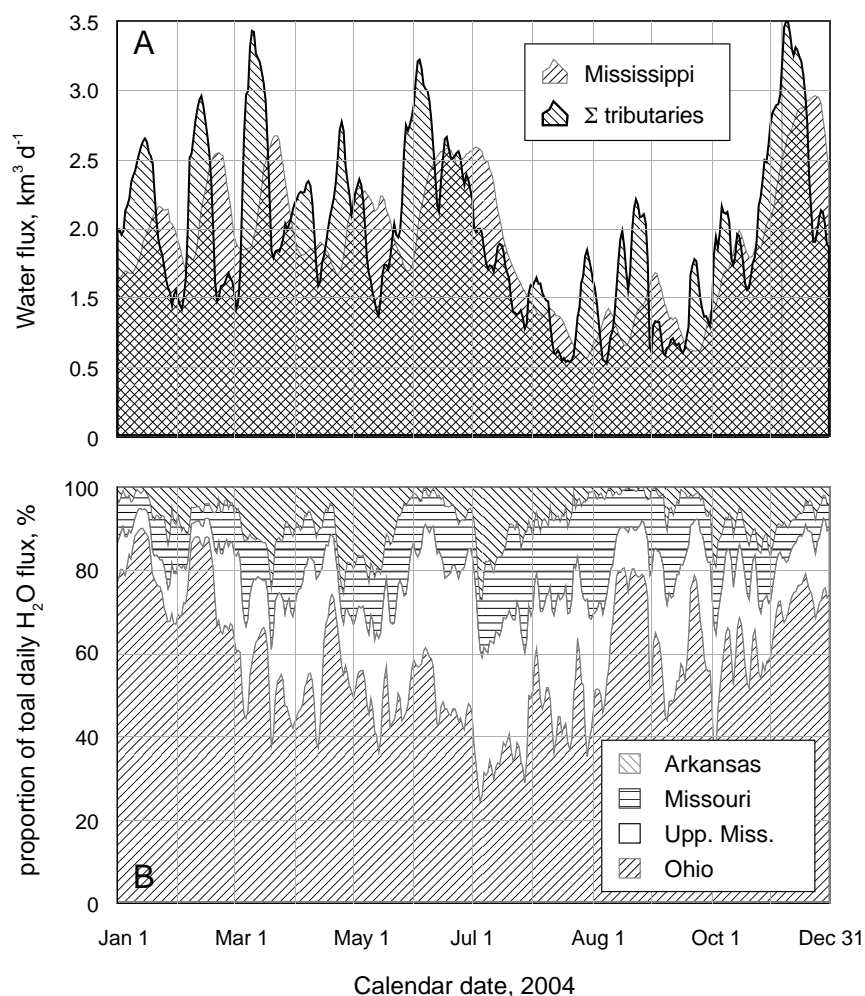 A
3.5
3.0
2.5
2.0
1.5
1.5
0.5
0
Water flux, km³ d⁻¹
Mississippi
Σ tributaries
100
80
60
40
20
0
proportion of toal daily H₂O flux, %
B
Arkansas
Missouri
Upp. Miss.
Ohio
Jan 1 Mar 1 May 1 Jul 1 Aug 1 Oct 1 Dec 31
Calendar date, 2004